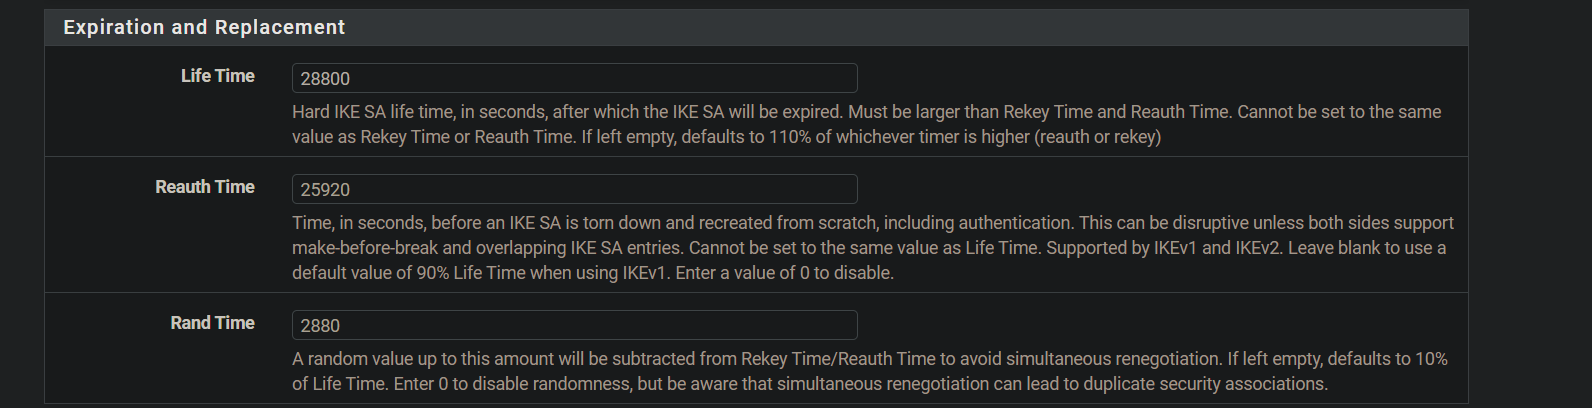 Expiration and Replacement
Life Time
28800
Hard IKE SA life time, in seconds, after which the IKE SA will be expired. Must be larger than Rekey Time and Reauth Time. Cannot be set to the same
value as Rekey Time or Reauth Time. If left empty, defaults to 110% of whichever timer is higher (reauth or rekey)
Reauth Time
25920
Time, in seconds, before an IKE SA is torn down and recreated from scratch, including authentication. This can be disruptive unless both sides support
make-before-break and overlapping IKE SA entries. Cannot be set to the same value as Life Time. Supported by IKEv1 and IKEv2. Leave blank to use a
default value of 90% Life Time when using IKEv1. Enter a value of 0 to disable.
Rand Time
2880
A random value up to this amount will be subtracted from Rekey Time/Reauth Time to avoid simultaneous renegotiation. If left empty, defaults to 10%
of Life Time. Enter 0 to disable randomness, but be aware that simultaneous renegotiation can lead to duplicate security associations.